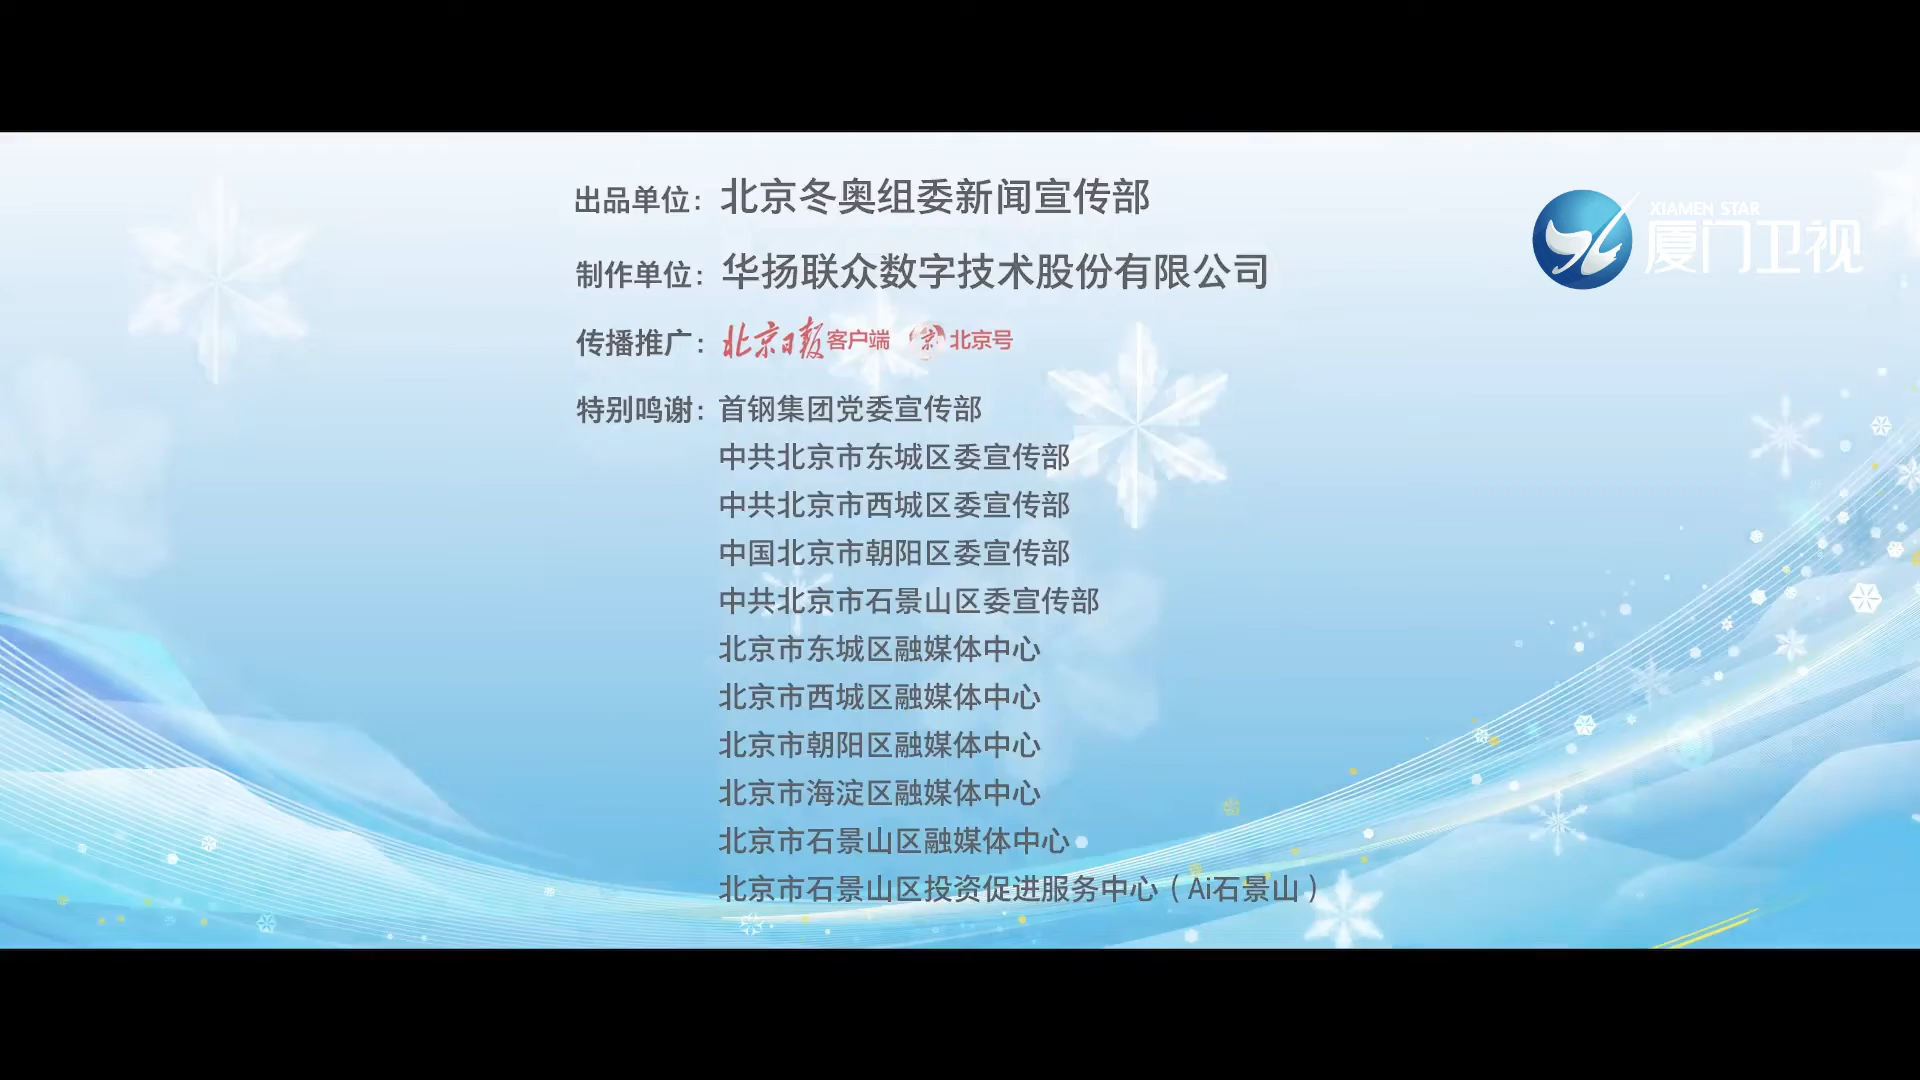 出品单位：北京冬奥组委新闻宣传部
XIAMEN STAR
厦门卫视
制作单位：华扬联众数字技术股份有限公司
传播推广：北京日报客户端 京 北京号
特别鸣谢：首钢集团党委宣传部
中共北京市东城区委宣传部
中共北京市西城区委宣传部
中国北京市朝阳区委宣传部
中共北京市石景山区委宣传部
北京市东城区融媒体中心
北京市西城区融媒体中心
北京市朝阳区融媒体中心
北京市海淀区融媒体中心
北京市石景山区融媒体中心
北京市石景山区投资促进服务中心（Ai石景山）